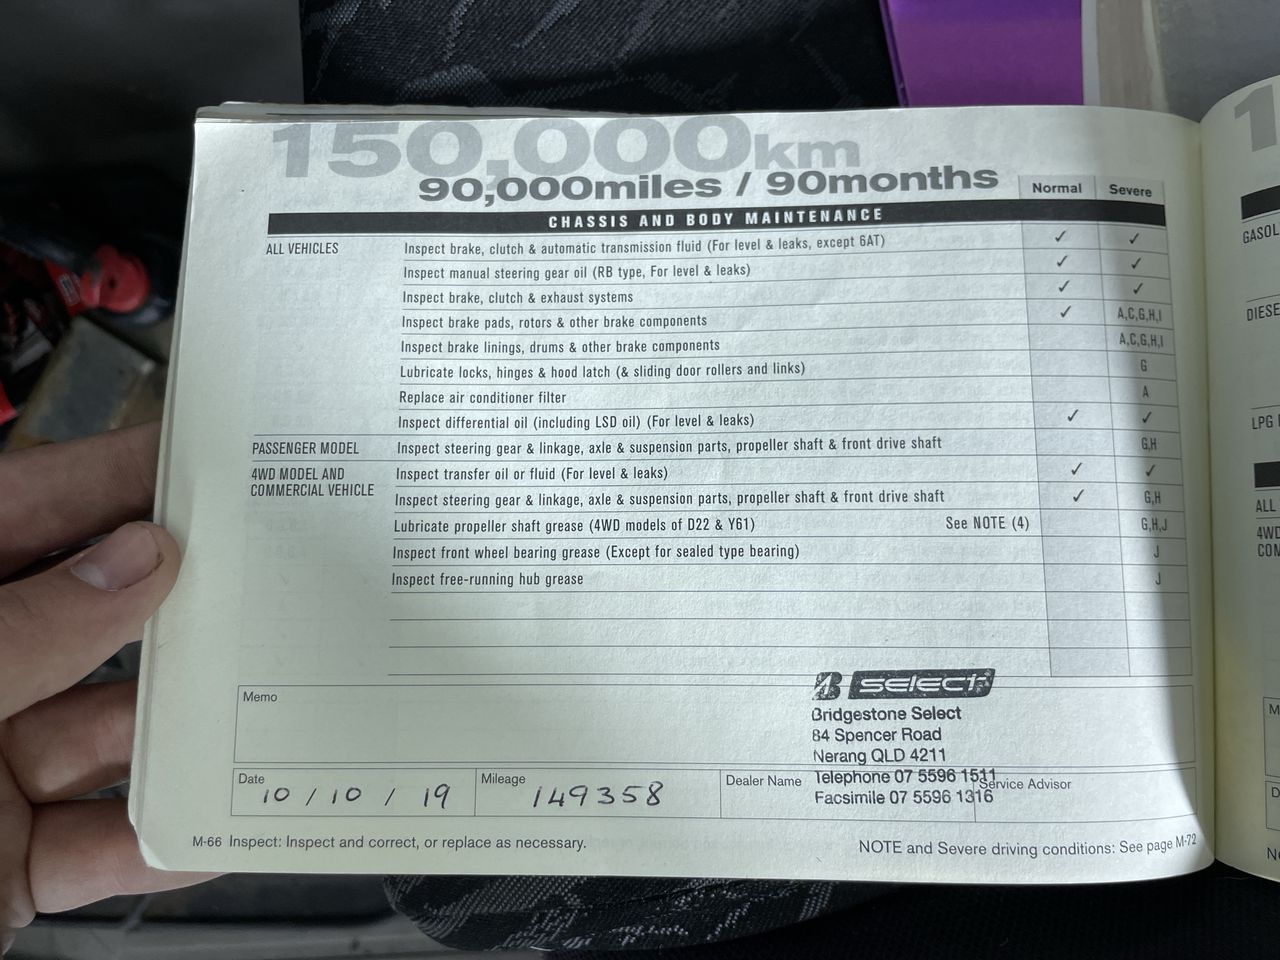 150,000km
90,000miles / 90months
Normal Severe
CHASSIS AND BODY MAINTENANCE
ALL VEHICLES Inspect brake, clutch & automatic transmission fluid (For level & leaks, except 6AT) ✓ ✓
Inspect manual steering gear oil (RB type, For level & leaks) ✓ ✓
Inspect brake, clutch & exhaust systems ✓ ✓
Inspect brake pads, rotors & other brake components ✓ A,C,G,H,I
Inspect brake linings, drums & other brake components A,C,G,H,I
Lubricate locks, hinges & hood latch (& sliding door rollers and links) G
Replace air conditioner filter A
Inspect differential oil (including LSD oil) (For level & leaks) ✓ ✓
PASSENGER MODEL Inspect steering gear & linkage, axle & suspension parts, propeller shaft & front drive shaft G,H
4WD MODEL AND COMMERCIAL VEHICLE Inspect transfer oil or fluid (For level & leaks) ✓ ✓
Inspect steering gear & linkage, axle & suspension parts, propeller shaft & front drive shaft ✓ G,H
Lubricate propeller shaft grease (4WD models of D22 & Y61) See NOTE (4) G,H,J
Inspect front wheel bearing grease (Except for sealed type bearing) J
Inspect free-running hub grease J
Memo
SELECT
Bridgestone Select
84 Spencer Road
Nerang QLD 4211
Telephone 07 5596 1511
Facsimile 07 5596 1316
Date 10 / 10 / 19 Mileage 149358 Dealer Name Service Advisor
M-66 Inspect: Inspect and correct, or replace as necessary.
NOTE and Severe driving conditions: See page M-72
GASOL
DIESE
LPG
ALL
4WD
COM